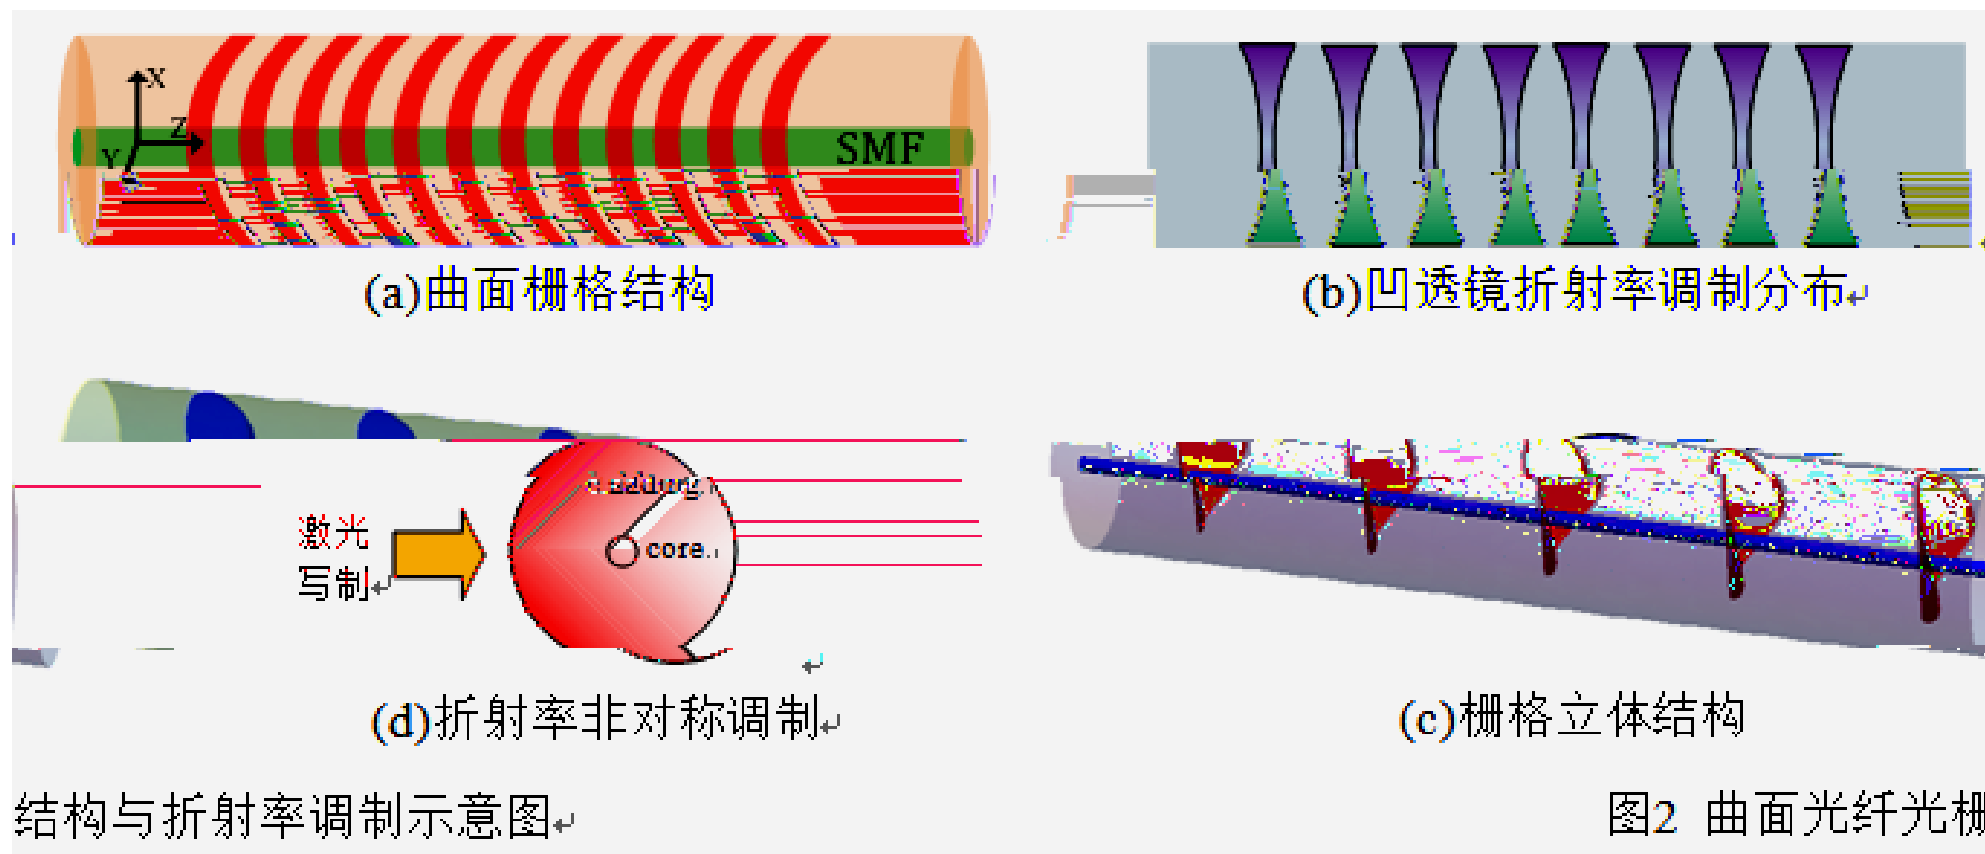 X
Z
Y
SMF
(a)曲面栅格结构
(b)凹透镜折射率调制分布
cladding
core
激光
写制
(d)折射率非对称调制
(c)栅格立体结构
结构与折射率调制示意图
图2 曲面光纤光栅